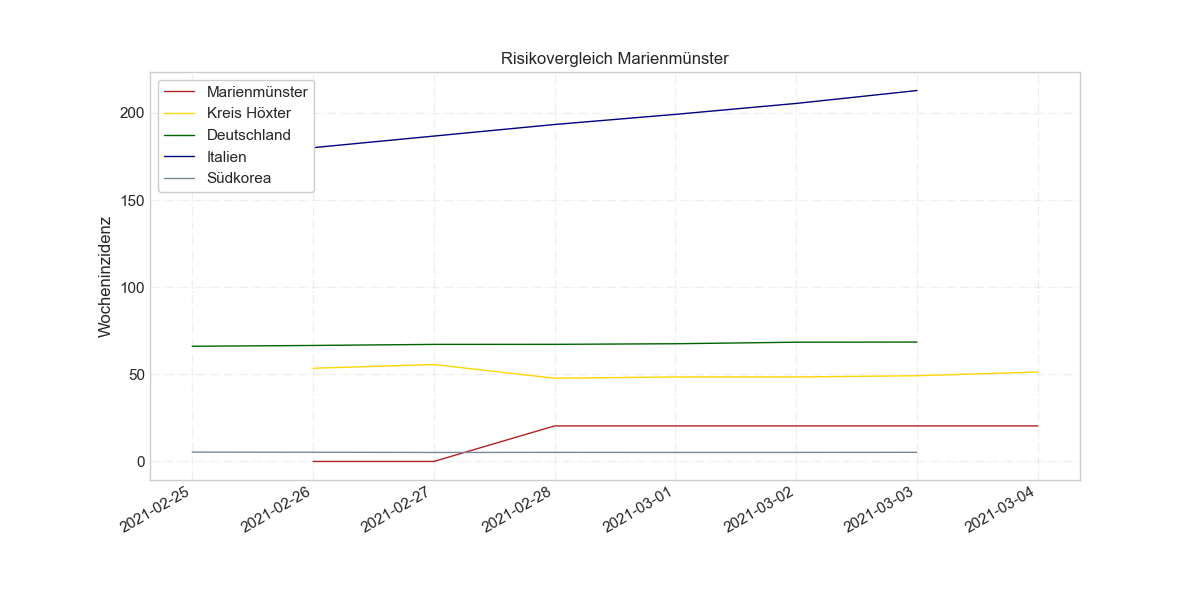 Risikovergleich Marienmünster
Marienmünster
Kreis Höxter
Deutschland
Italien
Südkorea
Wocheninzidenz
200
150
100
50
0
2021-02-25
2021-02-26
2021-02-27
2021-02-28
2021-03-01
2021-03-02
2021-03-03
2021-03-04